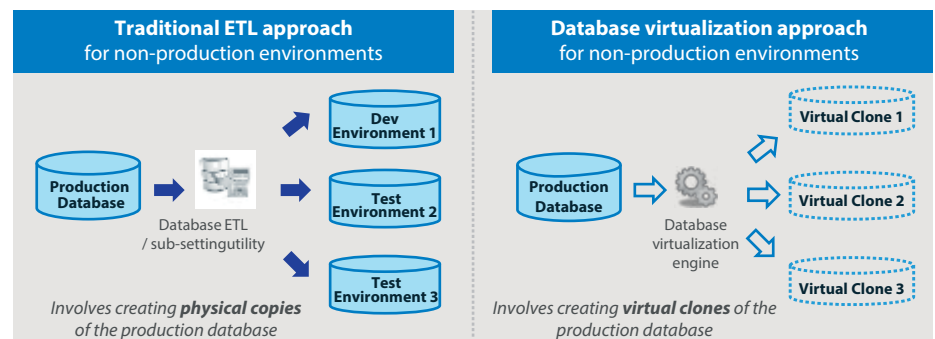 Traditional ETL approach
for non-production environments
Production
Database
Database ETL
/ sub-settingutility
Dev
Environment 1
Test
Environment 2
Test
Environment 3
Involves creating physical copies
of the production database
Database virtualization approach
for non-production environments
Production
Database
Database
virtualization
engine
Virtual Clone 1
Virtual Clone 2
Virtual Clone 3
Involves creating virtual clones of the
production database